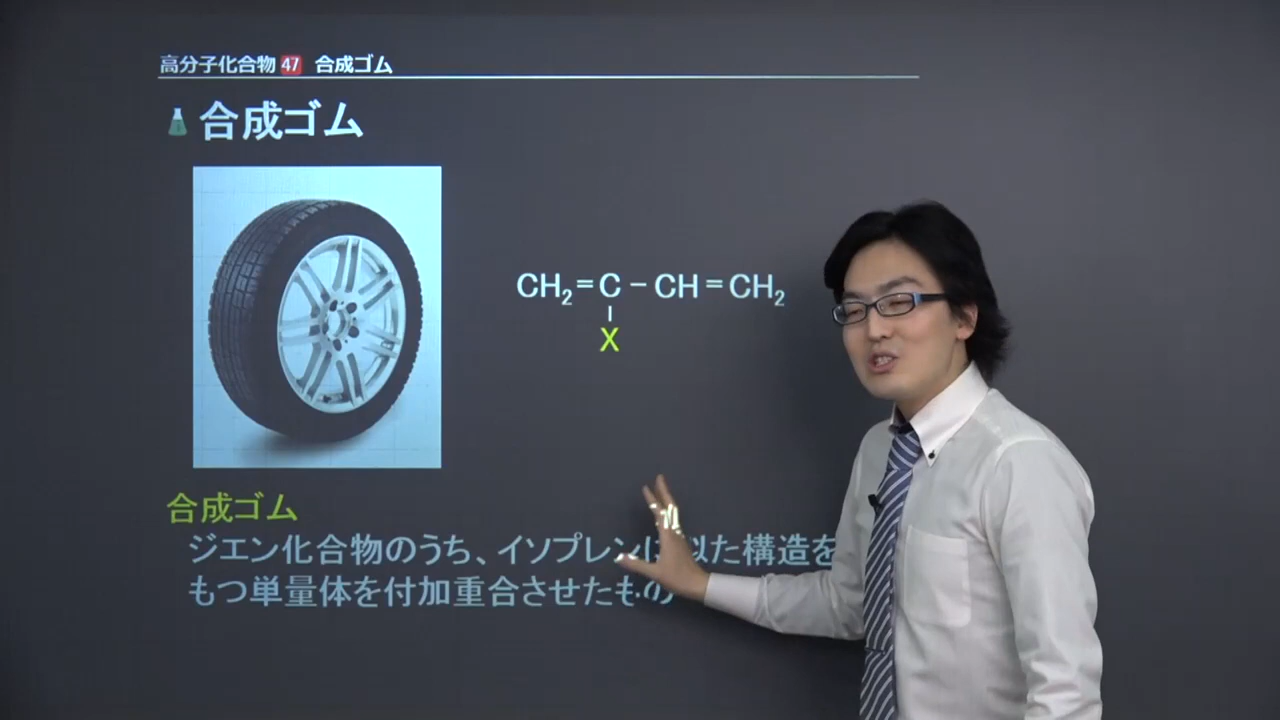 高分子化合物 47 合成ゴム
合成ゴム
CH₂=C-CH=CH₂
X
合成ゴム
ジエン化合物のうち、イソプレンに似た構造を
もつ単量体を付加重合させたもの